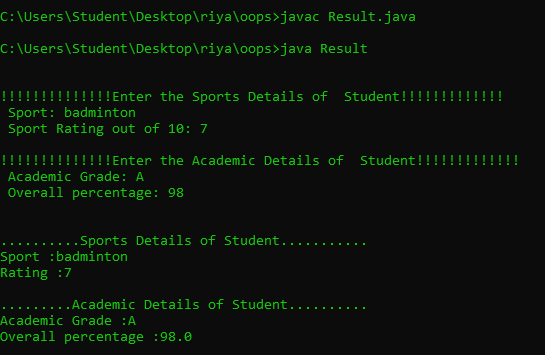 C:\Users\Student\Desktop\riya\oops>javac Result.java
C:\Users\Student\Desktop\riya\oops>java Result
!!!!!!!!!!!!!!Enter the Sports Details of  Student!!!!!!!!!!!!!
Sport: badminton
Sport Rating out of 10: 7
!!!!!!!!!!!!!!Enter the Academic Details of  Student!!!!!!!!!!!!!
Academic Grade: A
Overall percentage: 98
..........Sports Details of Student...........
Sport :badminton
Rating :7
.........Academic Details of Student..........
Academic Grade :A
Overall percentage :98.0